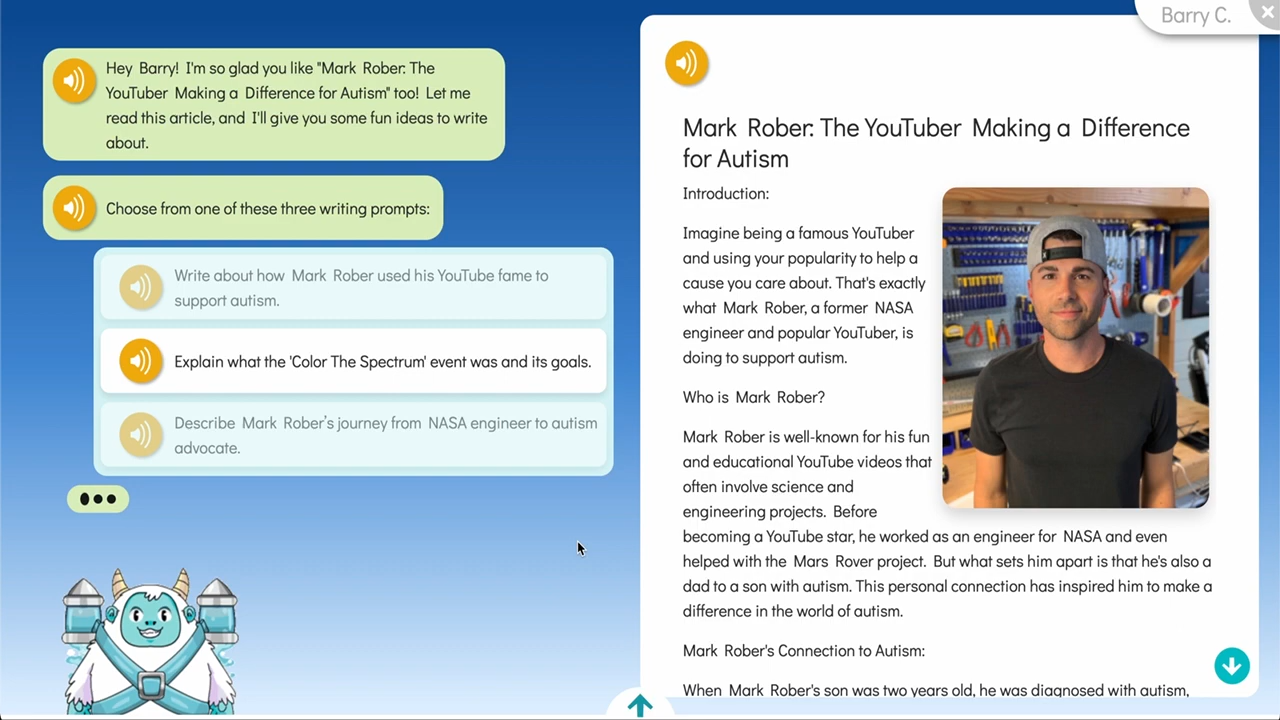 Barry C.
Hey Barry! I'm so glad you like "Mark Rober: The
YouTuber Making a Difference for Autism" too! Let me
read this article, and I'll give you some fun ideas to write
about.
Choose from one of these three writing prompts:
Write about how Mark Rober used his YouTube fame to
support autism.
Explain what the 'Color The Spectrum' event was and its goals.
Describe Mark Rober's journey from NASA engineer to autism
advocate.
Mark Rober: The YouTuber Making a Difference
for Autism
Introduction:
Imagine being a famous YouTuber
and using your popularity to help a
cause you care about. That's exactly
what Mark Rober, a former NASA
engineer and popular YouTuber, is
doing to support autism.
Who is Mark Rober?
Mark Rober is well-known for his fun
and educational YouTube videos that
often involve science and
engineering projects. Before
becoming a YouTube star, he worked as an engineer for NASA and even
helped with the Mars Rover project. But what sets him apart is that he's also a
dad to a son with autism. This personal connection has inspired him to make a
difference in the world of autism.
Mark Rober's Connection to Autism:
When Mark Rober's son was two years old, he was diagnosed with autism,